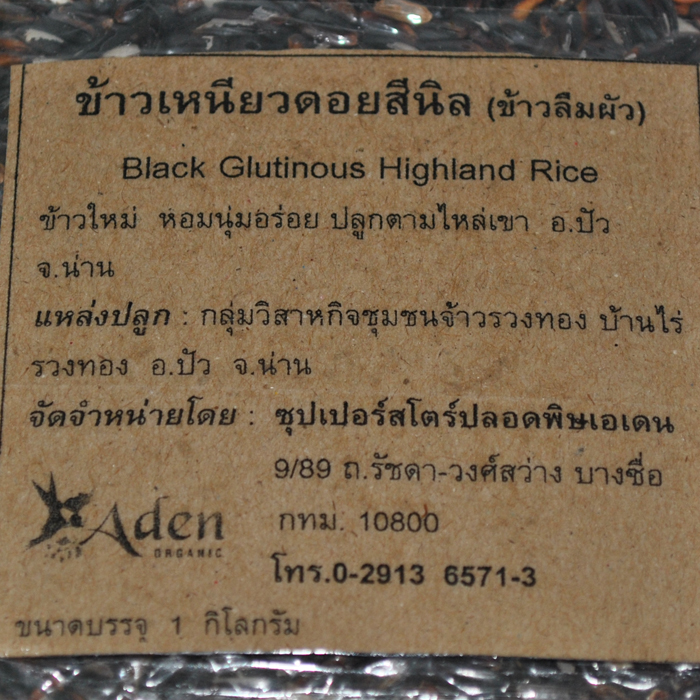 ข้าวเหนียวดอยสีนิล (ข้าวลืมผัว)
Black Glutinous Highland Rice
ข้าวใหม่ หอมนุ่มอร่อย ปลูกตามไหล่เขา อ.ปัว
จ.น่าน
แหล่งปลูก : กลุ่มวิสาหกิจชุมชนจ้าวรวงทอง บ้านไร่
รวงทอง อ.ปัว จ.น่าน
จัดจำหน่ายโดย : ซุปเปอร์สโตร์ปลอดพิษเอเดน
9/89 ถ.รัชดา-วงศ์สว่าง บางซื่อ
กทม. 10800
โทร.0-2913 6571-3
Aden
ORGANIC
ขนาดบรรจุ 1 กิโลกรัม